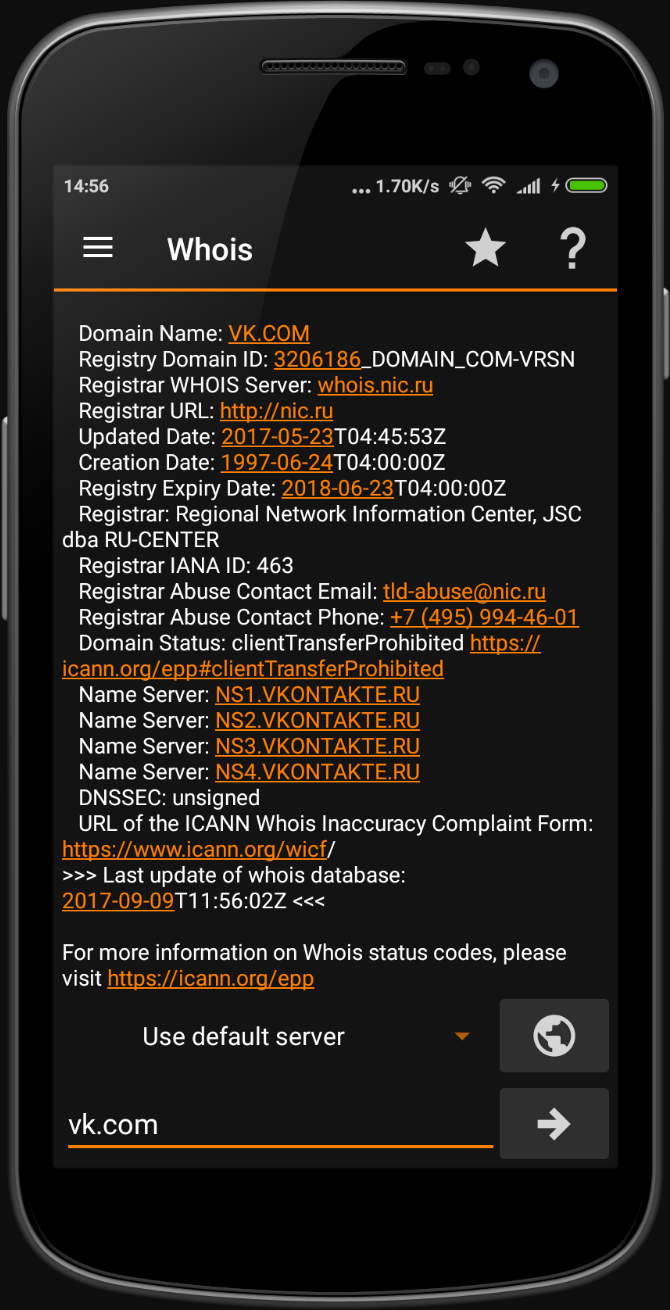 14:56
... 1.70K/s
Whois
?
Domain Name: VK.COM
Registry Domain ID: 3206186_DOMAIN_COM-VRSN
Registrar WHOIS Server: whois.nic.ru
Registrar URL: http://nic.ru
Updated Date: 2017-05-23T04:45:53Z
Creation Date: 1997-06-24T04:00:00Z
Registry Expiry Date: 2018-06-23T04:00:00Z
Registrar: Regional Network Information Center, JSC
dba RU-CENTER
Registrar IANA ID: 463
Registrar Abuse Contact Email: tld-abuse@nic.ru
Registrar Abuse Contact Phone: +7 (495) 994-46-01
Domain Status: clientTransferProhibited https://
icann.org/epp#clientTransferProhibited
Name Server: NS1.VKONTAKTE.RU
Name Server: NS2.VKONTAKTE.RU
Name Server: NS3.VKONTAKTE.RU
Name Server: NS4.VKONTAKTE.RU
DNSSEC: unsigned
URL of the ICANN Whois Inaccuracy Complaint Form:
https://www.icann.org/wicf/
>>> Last update of whois database:
2017-09-09T11:56:02Z <<<
For more information on Whois status codes, please
visit https://icann.org/epp
Use default server
vk.com